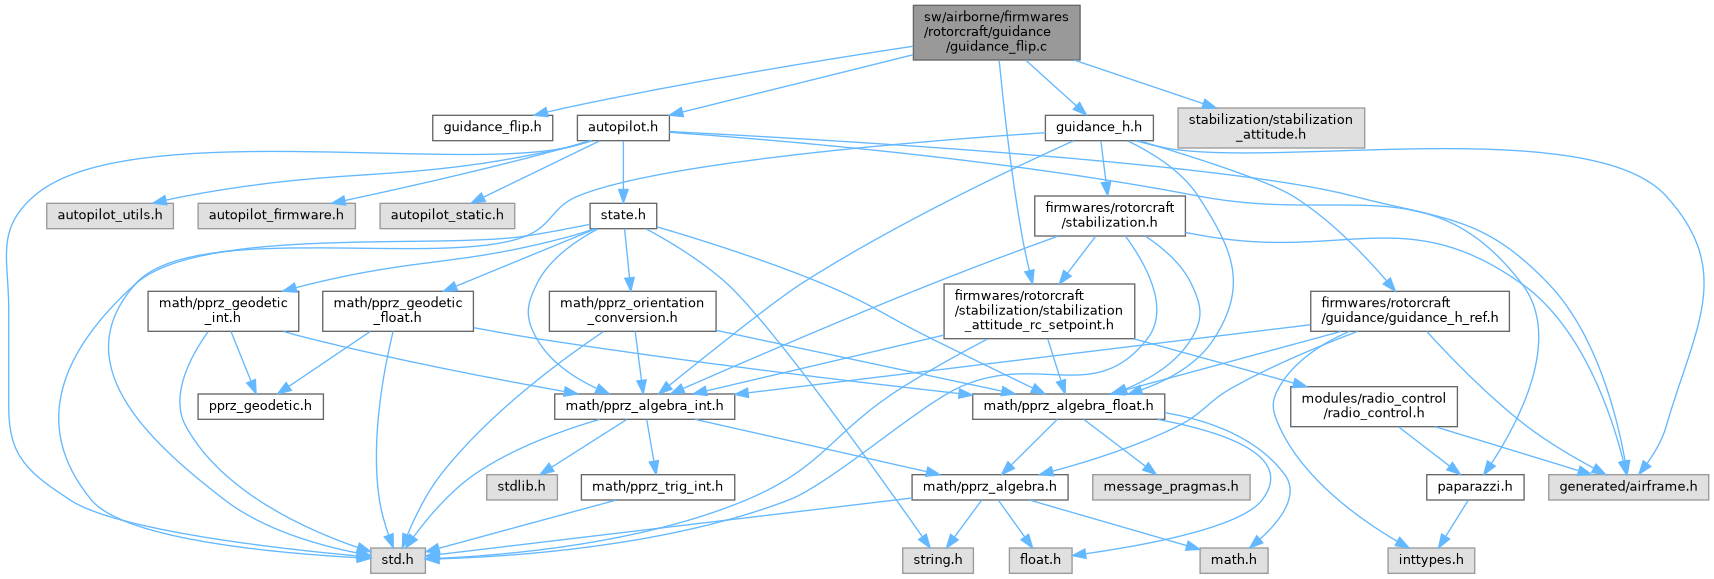 sw/airborne/firmwares
/rotorcraft/guidance
/guidance_flip.c
guidance_flip.h
autopilot.h
guidance_h.h
stabilization/stabilization
_attitude.h
autopilot_utils.h
autopilot_firmware.h
autopilot_static.h
state.h
firmwares/rotorcraft
/stabilization.h
math/pprz_geodetic
_int.h
math/pprz_geodetic
_float.h
math/pprz_orientation
_conversion.h
firmwares/rotorcraft
/stabilization/stabilization
_attitude_rc_setpoint.h
firmwares/rotorcraft
/guidance/guidance_h_ref.h
pprz_geodetic.h
math/pprz_algebra_int.h
math/pprz_algebra_float.h
modules/radio_control
/radio_control.h
stdlib.h
math/pprz_trig_int.h
math/pprz_algebra.h
message_pragmas.h
paparazzi.h
generated/airframe.h
std.h
string.h
float.h
math.h
inttypes.h